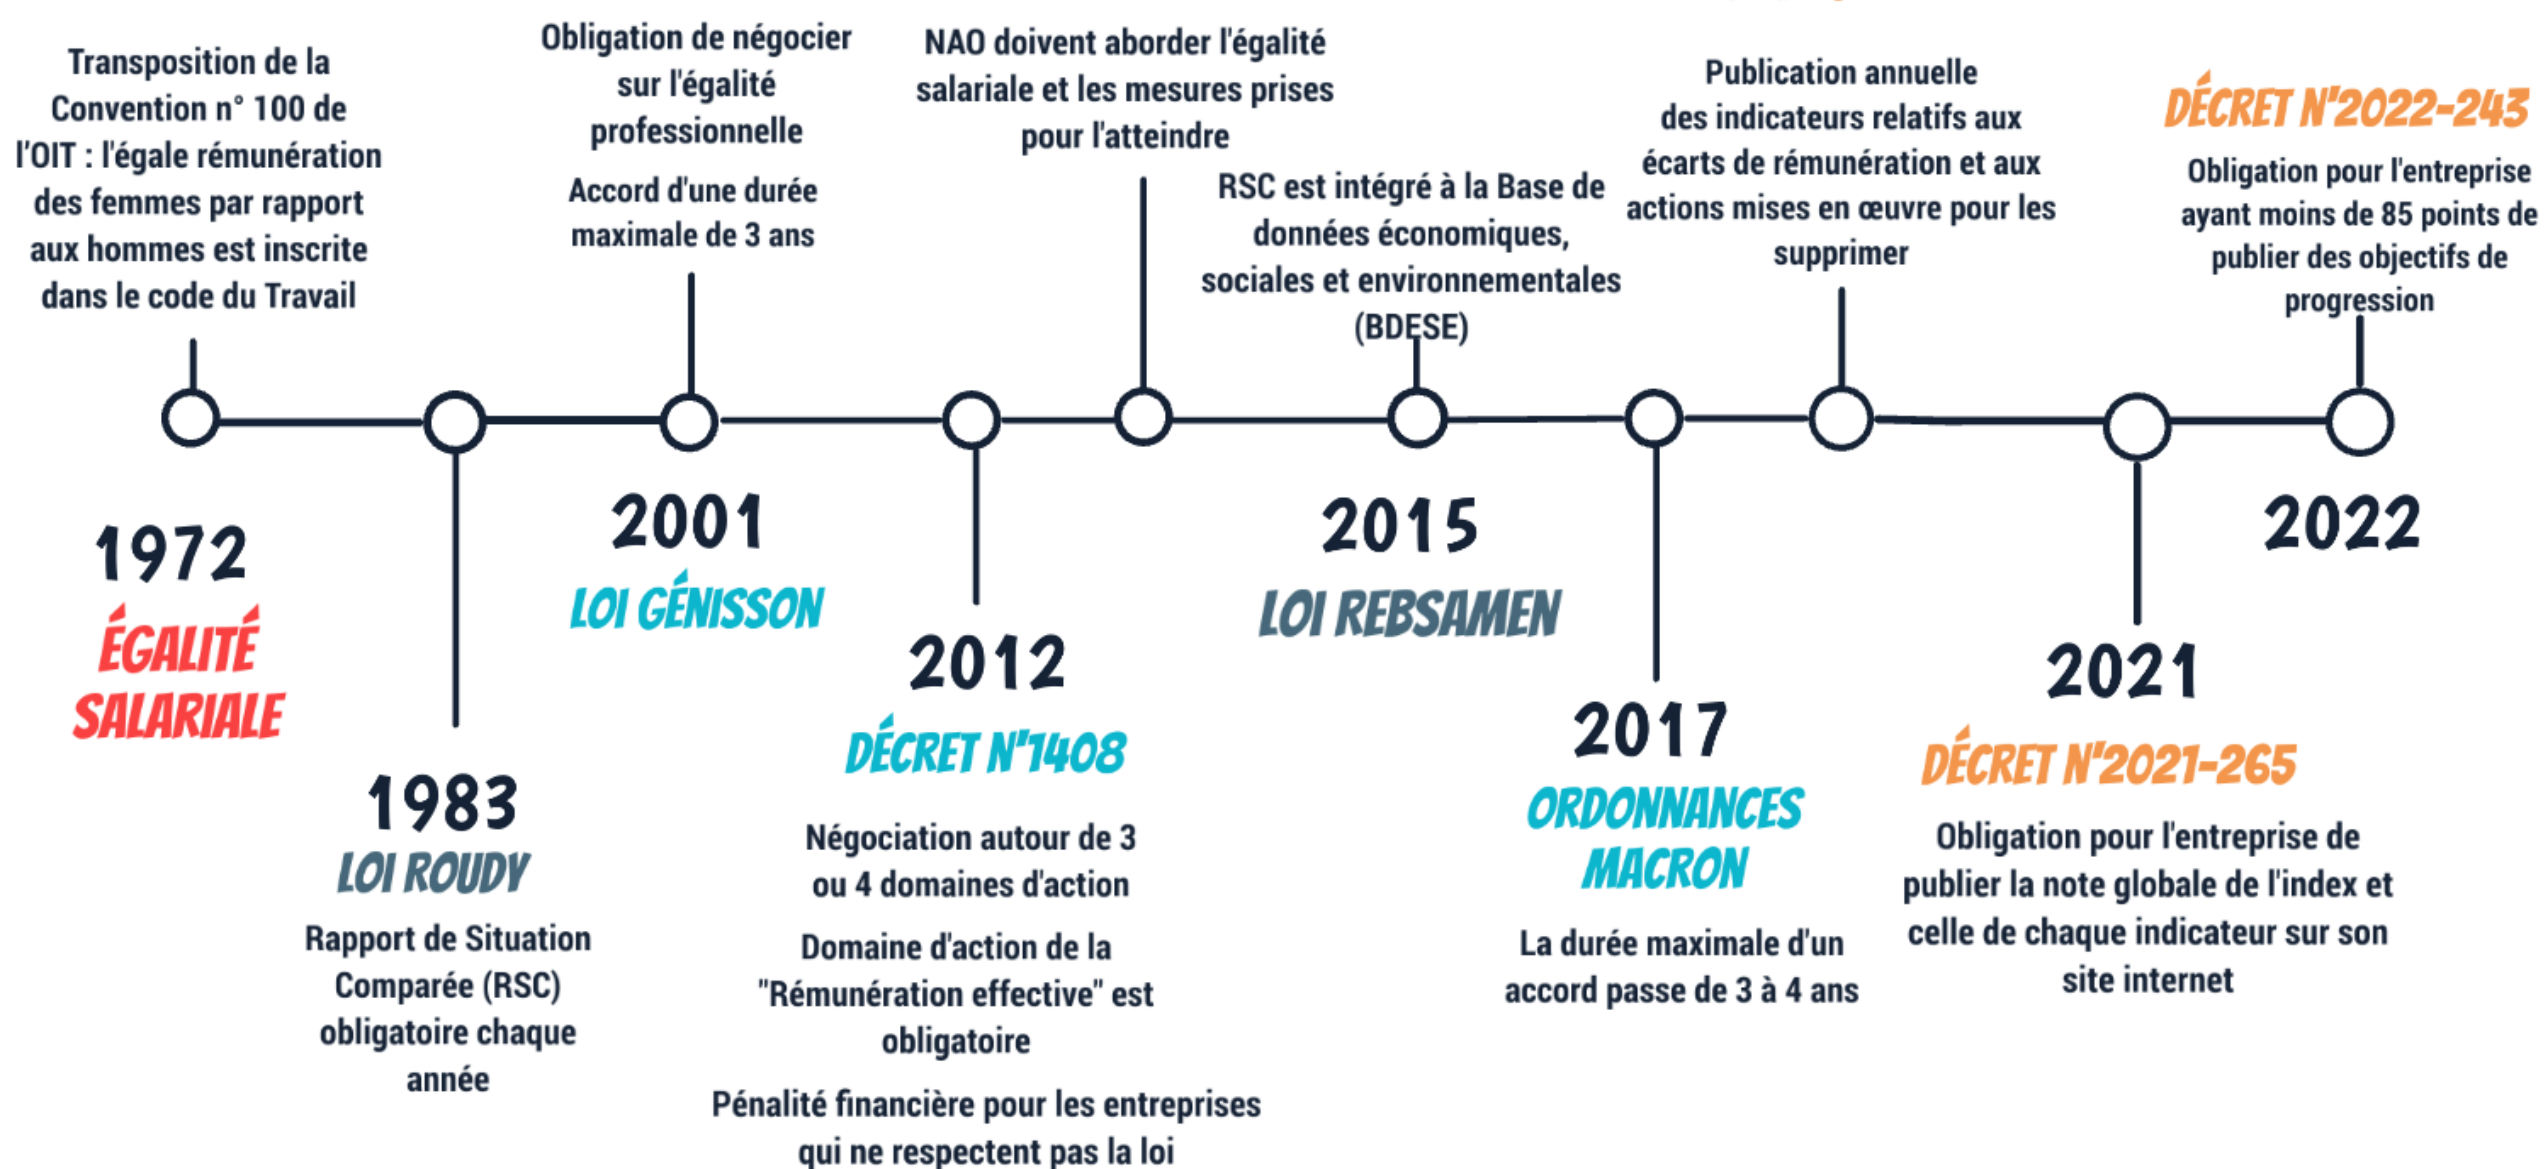 Transposition de la
Convention n° 100 de
l'OIT : l'égale rémunération
des femmes par rapport
aux hommes est inscrite
dans le code du Travail
1972
ÉGALITÉ
SALARIALE
1983
LOI ROUDY
Rapport de Situation
Comparée (RSC)
obligatoire chaque
année
Obligation de négocier
sur l'égalité
professionnelle
Accord d'une durée
maximale de 3 ans
2001
LOI GÉNISSON
2012
DÉCRET N°1408
Négociation autour de 3
ou 4 domaines d'action
Domaine d'action de la
"Rémunération effective" est
obligatoire
Pénalité financière pour les entreprises
qui ne respectent pas la loi
NAO doivent aborder l'égalité
salariale et les mesures prises
pour l'atteindre
RSC est intégré à la Base de
données économiques,
sociales et environnementales
(BDESE)
2015
LOI REBSAMEN
2017
ORDONNANCES
MACRON
La durée maximale d'un
accord passe de 3 à 4 ans
Publication annuelle
des indicateurs relatifs aux
écarts de rémunération et aux
actions mises en œuvre pour les
supprimer
2021
DÉCRET N°2021-265
Obligation pour l'entreprise de
publier la note globale de l'index et
celle de chaque indicateur sur son
site internet
DÉCRET N°2022-243
Obligation pour l'entreprise
ayant moins de 85 points de
publier des objectifs de
progression
2022